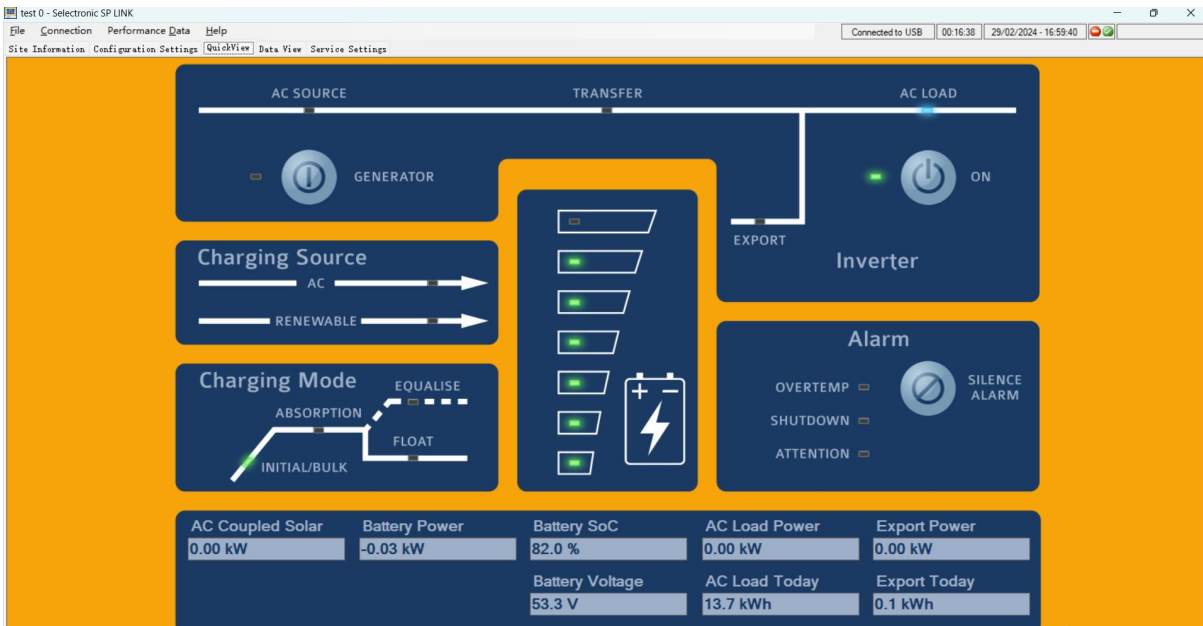 test 0 - Selectronic SP LINK
File Connection Performance Data Help
Connected to USB 00:16:38 29/02/2024 - 16:59:40
Site Information Configuration Settings QuickView Data View Service Settings
AC SOURCE TRANSFER AC LOAD
GENERATOR ON
EXPORT
Inverter
Charging Source
AC
RENEWABLE
Charging Mode
EQUALISE
ABSORPTION
FLOAT
INITIAL/BULK
Alarm
OVERTEMP
SILENCE
ALARM
SHUTDOWN
ATTENTION
AC Coupled Solar Battery Power Battery SoC AC Load Power Export Power
0.00 kW -0.03 kW 82.0 % 0.00 kW 0.00 kW
Battery Voltage AC Load Today Export Today
53.3 V 13.7 kWh 0.1 kWh